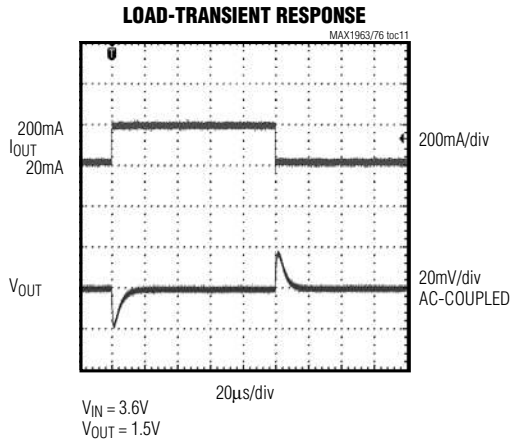 LOAD-TRANSIENT RESPONSE
MAX1963/76 toc11
T
200mA
IOUT
20mA
200mA/div
VOUT
20mV/div
AC-COUPLED
20μs/div
VIN = 3.6V
VOUT = 1.5V